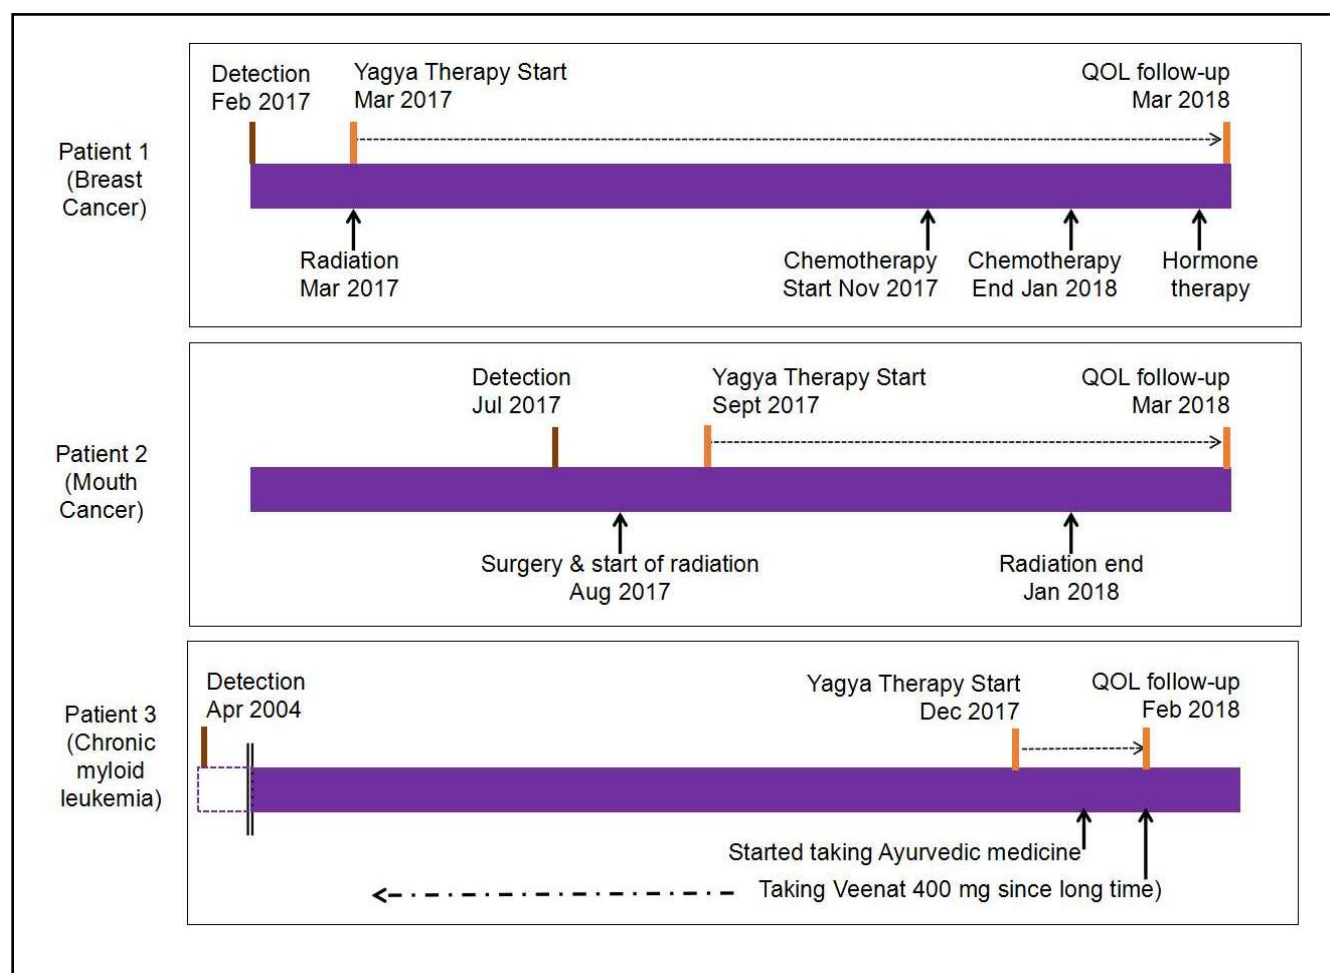 Patient 1
(Breast
Cancer)
Detection
Feb 2017
Yagya Therapy Start
Mar 2017
QOL follow-up
Mar 2018
Radiation
Mar 2017
Chemotherapy
Start Nov 2017
Chemotherapy
End Jan 2018
Hormone
therapy
Patient 2
(Mouth
Cancer)
Detection
Jul 2017
Yagya Therapy Start
Sept 2017
QOL follow-up
Mar 2018
Surgery & start of radiation
Aug 2017
Radiation end
Jan 2018
Patient 3
(Chronic
myloid
leukemia)
Detection
Apr 2004
Yagya Therapy Start
Dec 2017
QOL follow-up
Feb 2018
Started taking Ayurvedic medicine
Taking Veenat 400 mg since long time)